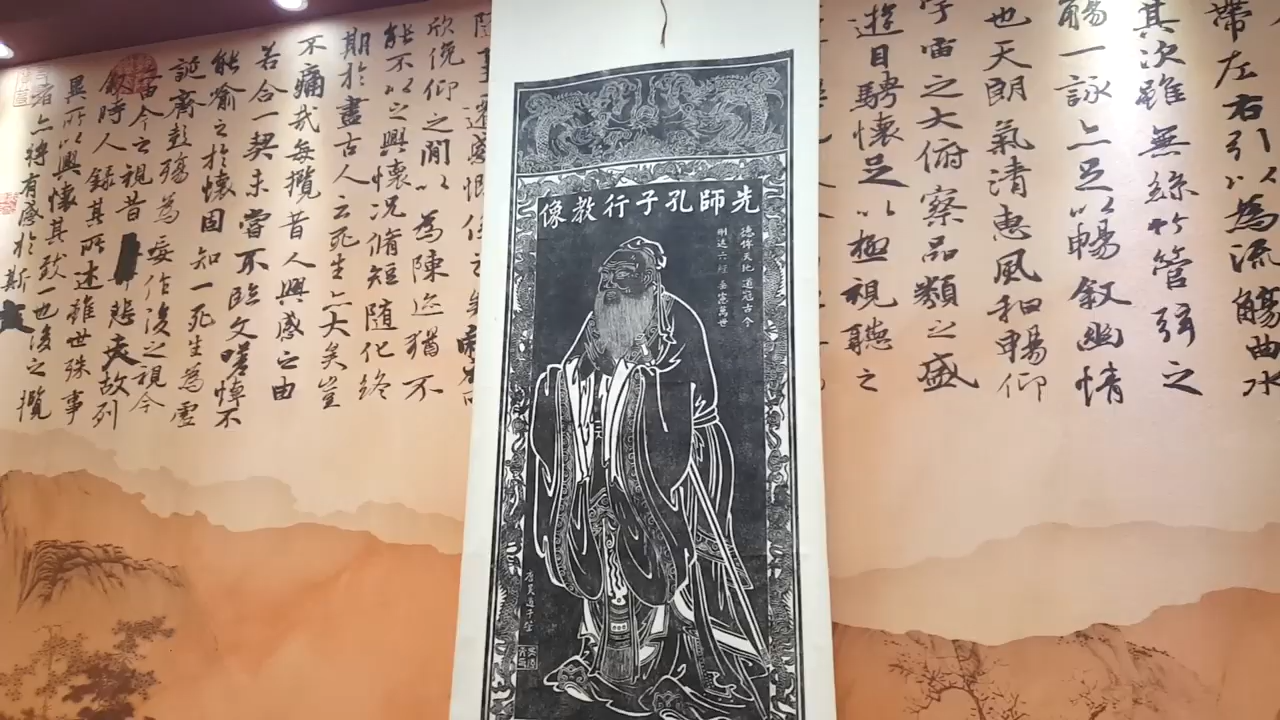 帶左右引以為流觴曲水
其次雖無絲竹管弦之
觴一詠亦足以暢叙幽情
也天朗氣清惠風和暢仰
宇宙之大俯察品類之盛
遊目騁懷足以極視聽之
先師孔子行教像
德侔天地 道冠古今
刪述六經 垂憲萬世
唐吴道子筆
欣俛仰之閒以為陳迹猶不
能不以之興懷況脩短隨化終
期於盡古人云死生亦大矣豈
不痛哉每攬昔人興感之由
若合一契未嘗不臨文嗟悼不
能喻之於懷固知一死生為虛
誕齊彭殤為妄作後之視今
亦由今之視昔悲夫故列
敘時人錄其所述雖世殊事
異所以興懷其致一也後之攬
者亦將有感於斯文